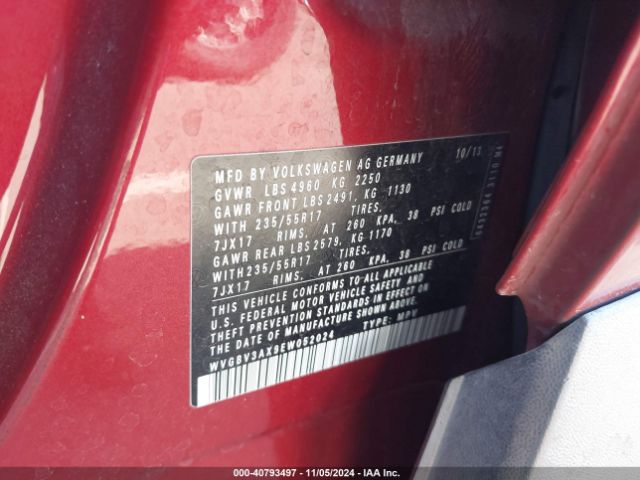 MFD BY VOLKSWAGEN AG GERMANY 10/13
GVWR LBS 4960 KG 2250
GAWR FRONT LBS 2491, KG 1130
WITH 235/55R17 TIRES,
7JX17 RIMS, AT 260 KPA, 38 PSI COLD
GAWR REAR LBS 2579, KG 1170
WITH 235/55R17 TIRES,
7JX17 RIMS, AT 260 KPA, 38 PSI COLD
THIS VEHICLE CONFORMS TO ALL APPLICABLE
U.S. FEDERAL MOTOR VEHICLE SAFETY AND
THEFT PREVENTION STANDARDS IN EFFECT ON
THE DATE OF MANUFACTURE SHOWN ABOVE.
WVGBV3AX9EW052024 TYPE: MPV
000-40793497 - 11/05/2024 - IAA Inc.